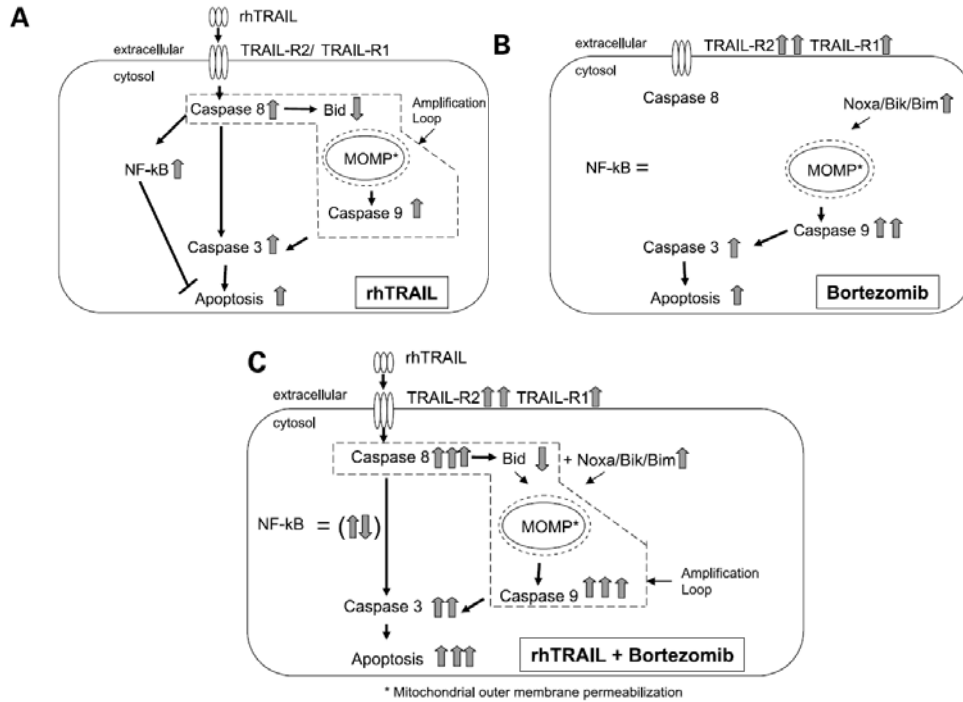 A
rhTRAIL
extracellular
TRAIL-R2/ TRAIL-R1
cytosol
Caspase 8
Bid
Amplification
Loop
NF-kB
MOMP*
Caspase 9
Caspase 3
Apoptosis
rhTRAIL
B
extracellular
TRAIL-R2 TRAIL-R1
cytosol
Caspase 8
Noxa/Bik/Bim
NF-kB =
MOMP*
Caspase 9
Caspase 3
Apoptosis
Bortezomib
C
rhTRAIL
extracellular
TRAIL-R2 TRAIL-R1
cytosol
Caspase 8
Bid
+ Noxa/Bik/Bim
NF-kB = ( )
MOMP*
Amplification
Loop
Caspase 9
Caspase 3
Apoptosis
rhTRAIL + Bortezomib
* Mitochondrial outer membrane permeabilization